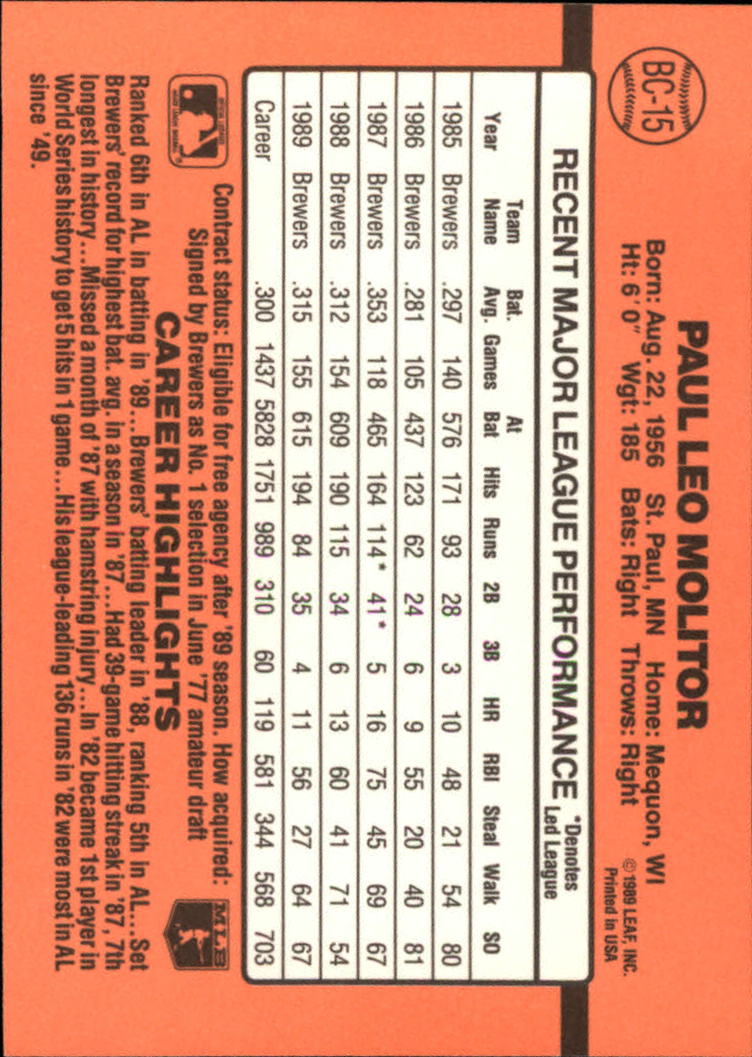 BC-15
PAUL LEO MOLITOR
Born: Aug. 22, 1956 St. Paul, MN Home: Mequon, WI
Ht: 6'0" Wgt: 185 Bats: Right Throws: Right
© 1989 LEAF, INC.
Printed in USA
RECENT MAJOR LEAGUE PERFORMANCE *Denotes Led League
Year Team Name Bat. Avg. Games At Bat Hits Runs 2B 3B HR RBI Steal Walk SO
1985 Brewers .297 140 576 171 93 28 3 10 48 21 54 80
1986 Brewers .281 105 437 123 62 24 6 9 55 20 40 81
1987 Brewers .353 118 465 164 114* 41* 5 16 75 45 69 67
1988 Brewers .312 154 609 190 115 34 6 13 60 41 71 54
1989 Brewers .315 155 615 194 84 35 4 11 56 27 64 67
Career .300 1437 5828 1751 989 310 60 119 581 344 568 703
Contract status: Eligible for free agency after '89 season. How acquired:
Signed by Brewers as No. 1 selection in June '77 amateur draft
MLB
CAREER HIGHLIGHTS
Ranked 6th in AL in batting in '89...Brewers' batting leader in '88, ranking 5th in AL...Set
Brewers' record for highest bat. avg. in a season in '87...Had 39-game hitting streak in '87, 7th
longest in history...Missed a month of '87 with hamstring injury...In '82 became 1st player in
World Series history to get 5 hits in 1 game...His league-leading 136 runs in '82 were most in AL
since '49.